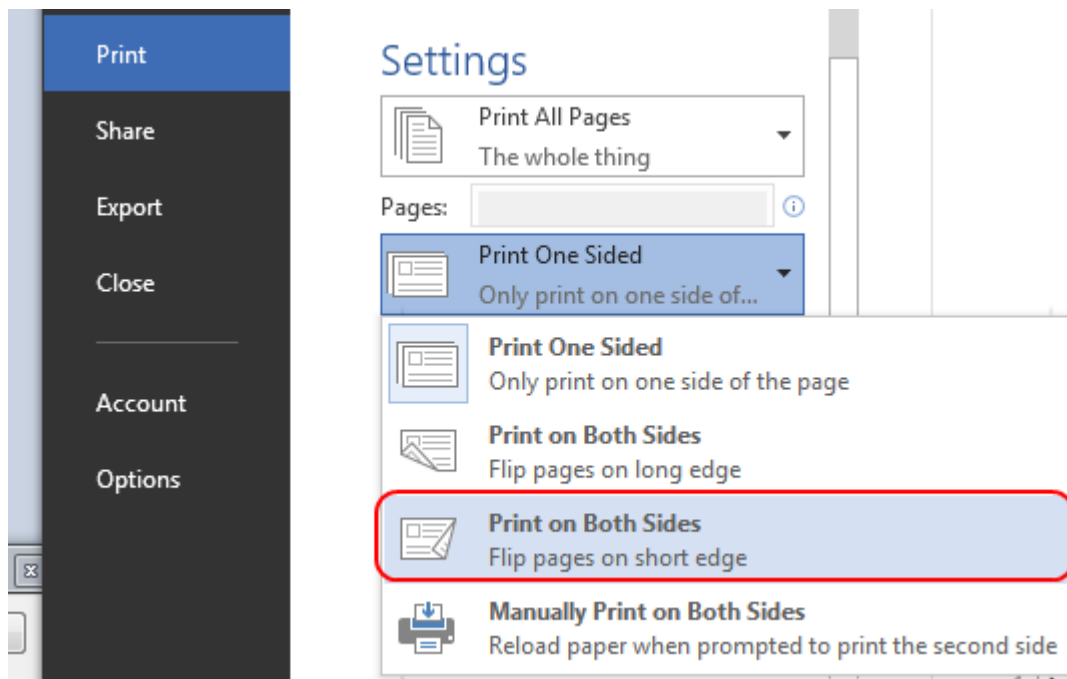 Print
Share
Export
Close
Account
Options
Settings
Print All Pages
The whole thing
Pages:
Print One Sided
Only print on one side of...
Print One Sided
Only print on one side of the page
Print on Both Sides
Flip pages on long edge
Print on Both Sides
Flip pages on short edge
Manually Print on Both Sides
Reload paper when prompted to print the second side